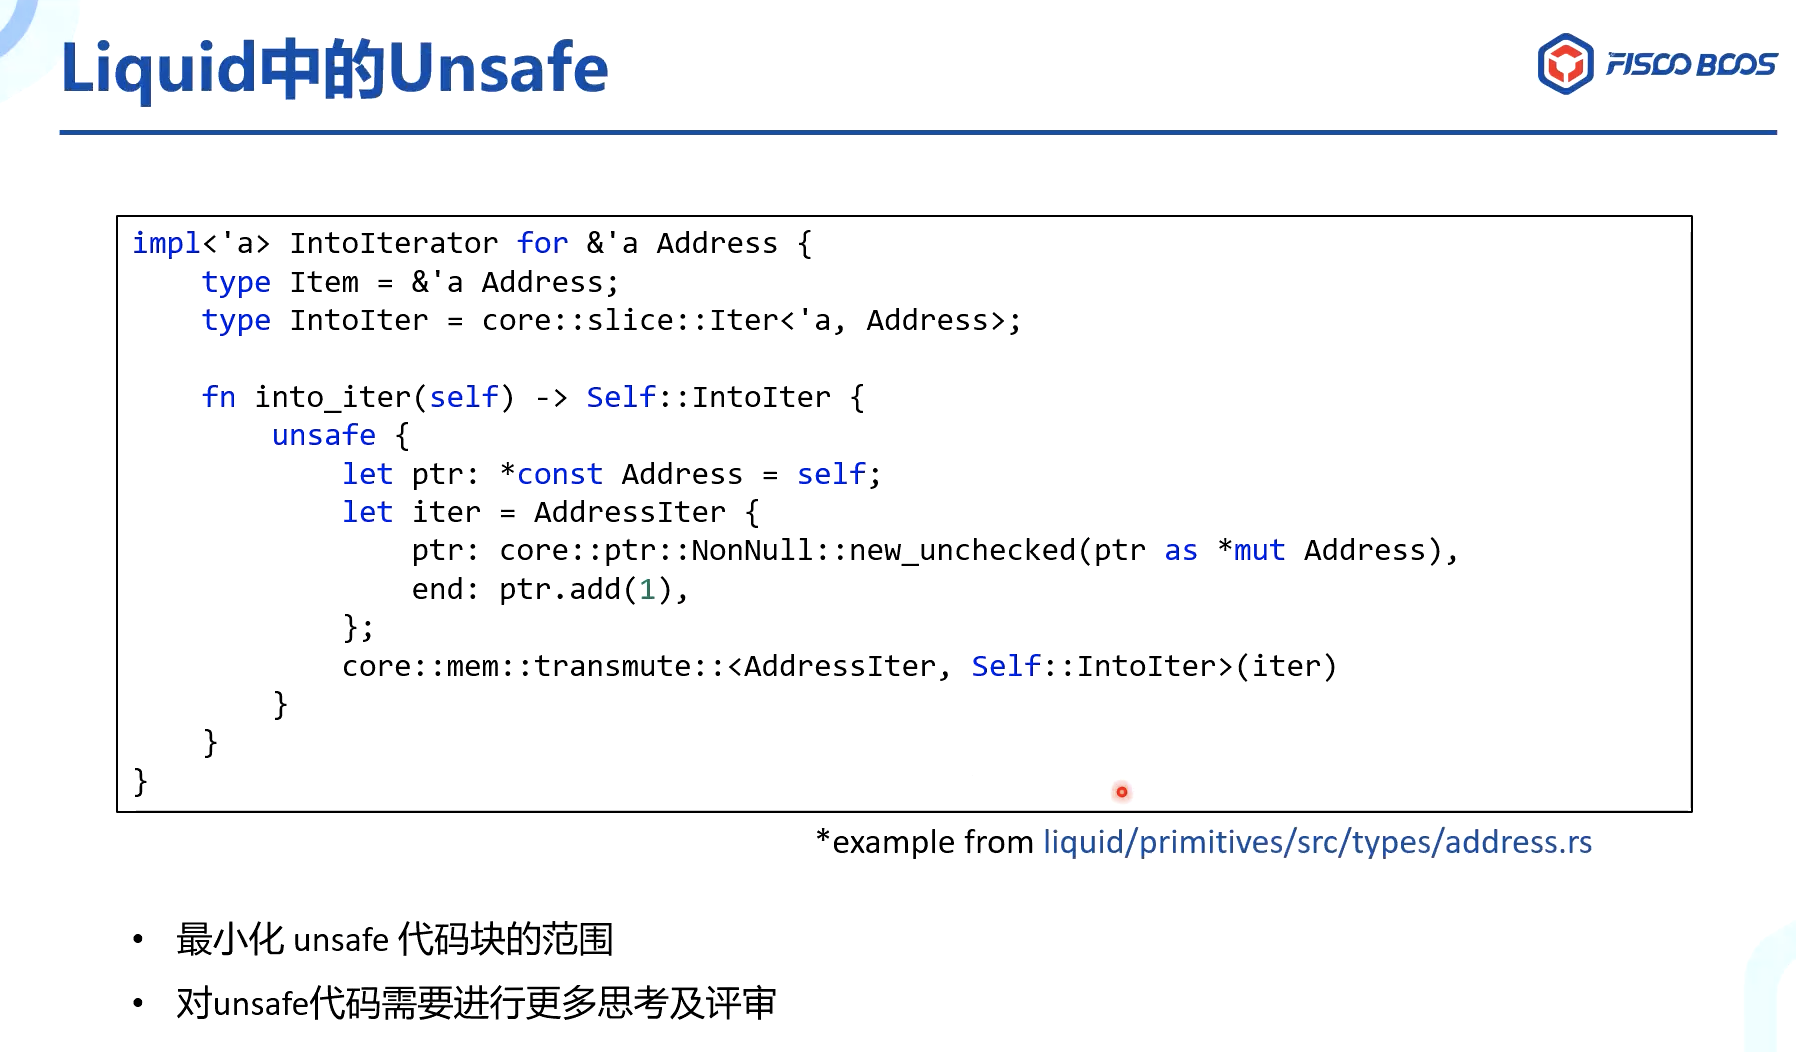 Liquid中的Unsafe
FISCO BCOS
impl<'a> IntoIterator for &'a Address {
    type Item = &'a Address;
    type IntoIter = core::slice::Iter<'a, Address>;

    fn into_iter(self) -> Self::IntoIter {
        unsafe {
            let ptr: *const Address = self;
            let iter = AddressIter {
                ptr: core::ptr::NonNull::new_unchecked(ptr as *mut Address),
                end: ptr.add(1),
            };
            core::mem::transmute::<AddressIter, Self::IntoIter>(iter)
        }
    }
}
*example from liquid/primitives/src/types/address.rs
• 最小化 unsafe 代码块的范围
• 对unsafe代码需要进行更多思考及评审